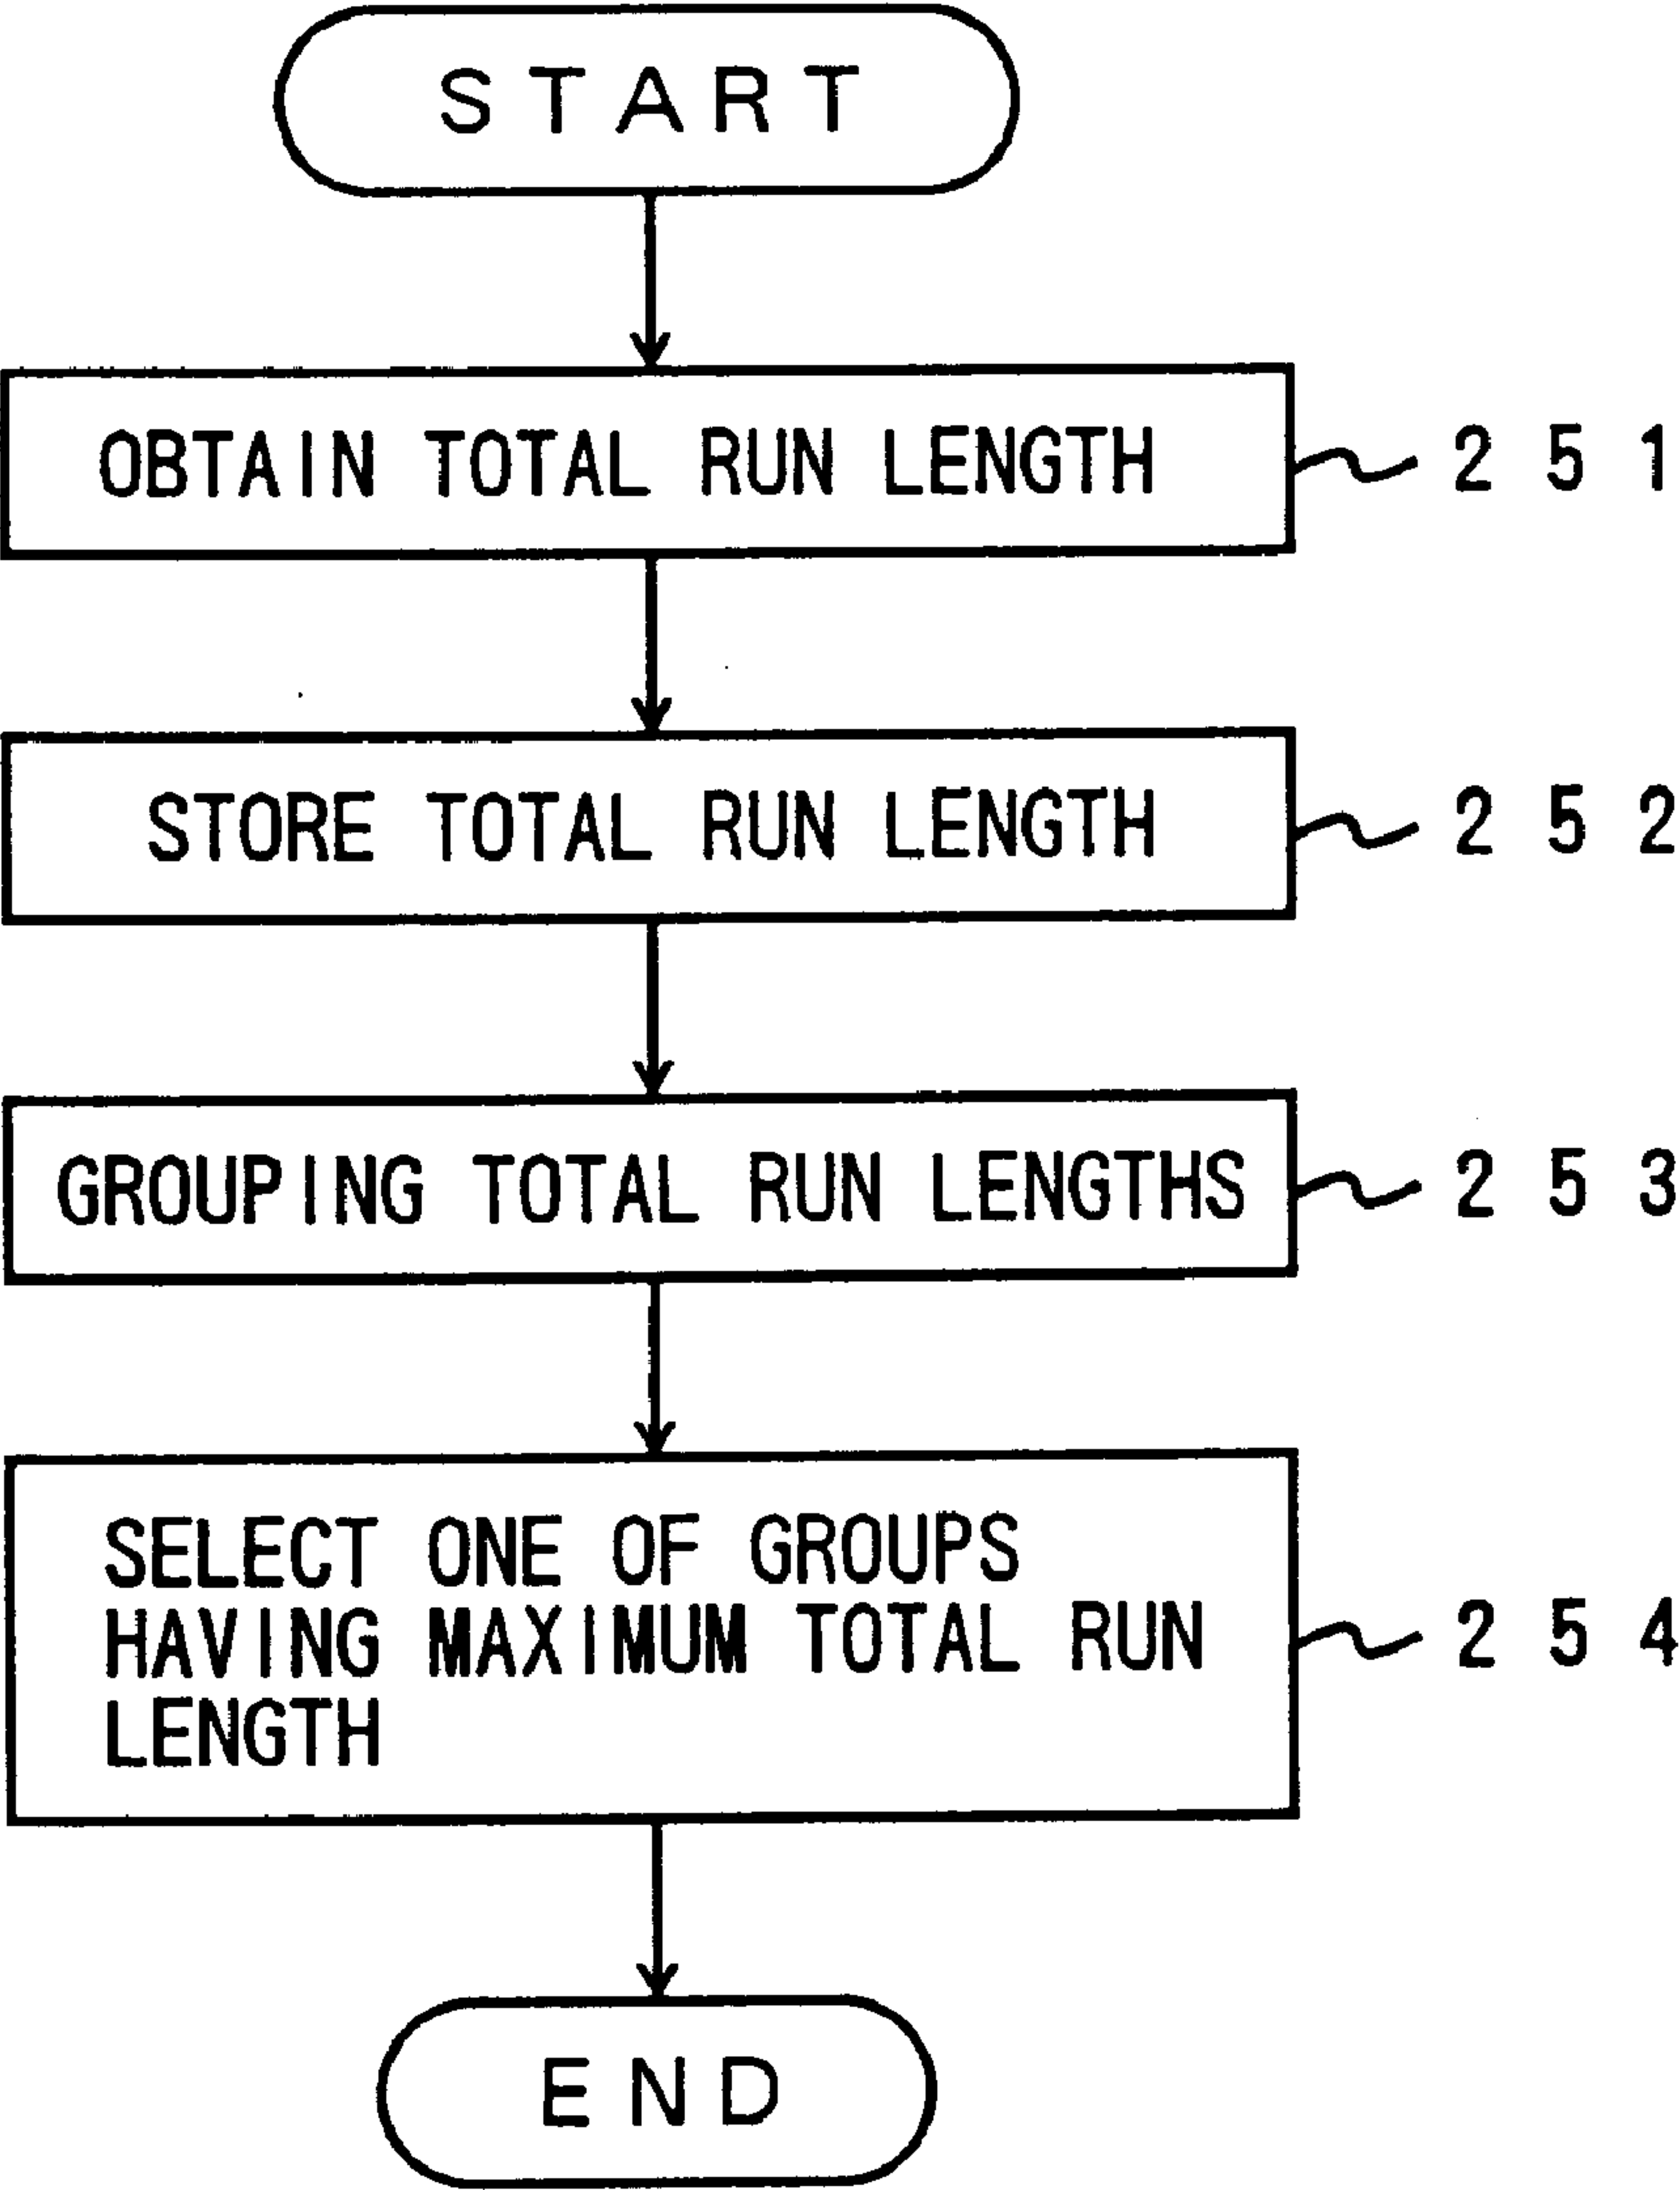 START
OBTAIN TOTAL RUN LENGTH 251
STORE TOTAL RUN LENGTH 252
GROUPING TOTAL RUN LENGTHS 253
SELECT ONE OF GROUPS
HAVING MAXIMUM TOTAL RUN 254
LENGTH
END